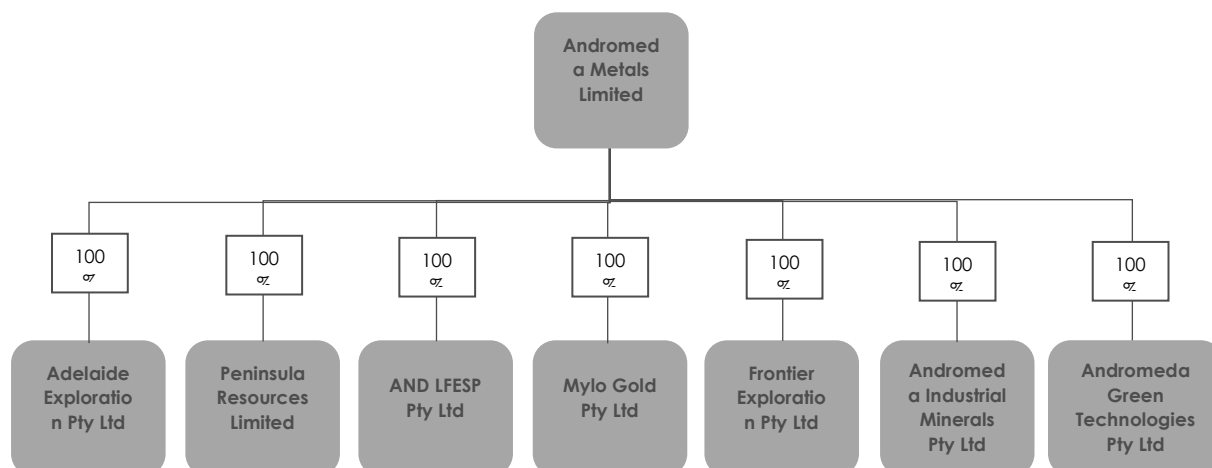 Andromed
a Metals
Limited
100
%
100
%
100
%
100
%
100
%
100
%
100
%
Adelaide
Exploratio
n Pty Ltd
Peninsula
Resources
Limited
AND LFESP
Pty Ltd
Mylo Gold
Pty Ltd
Frontier
Exploratio
n Pty Ltd
Andromed
a Industrial
Minerals
Pty Ltd
Andromeda
Green
Technologies
Pty Ltd